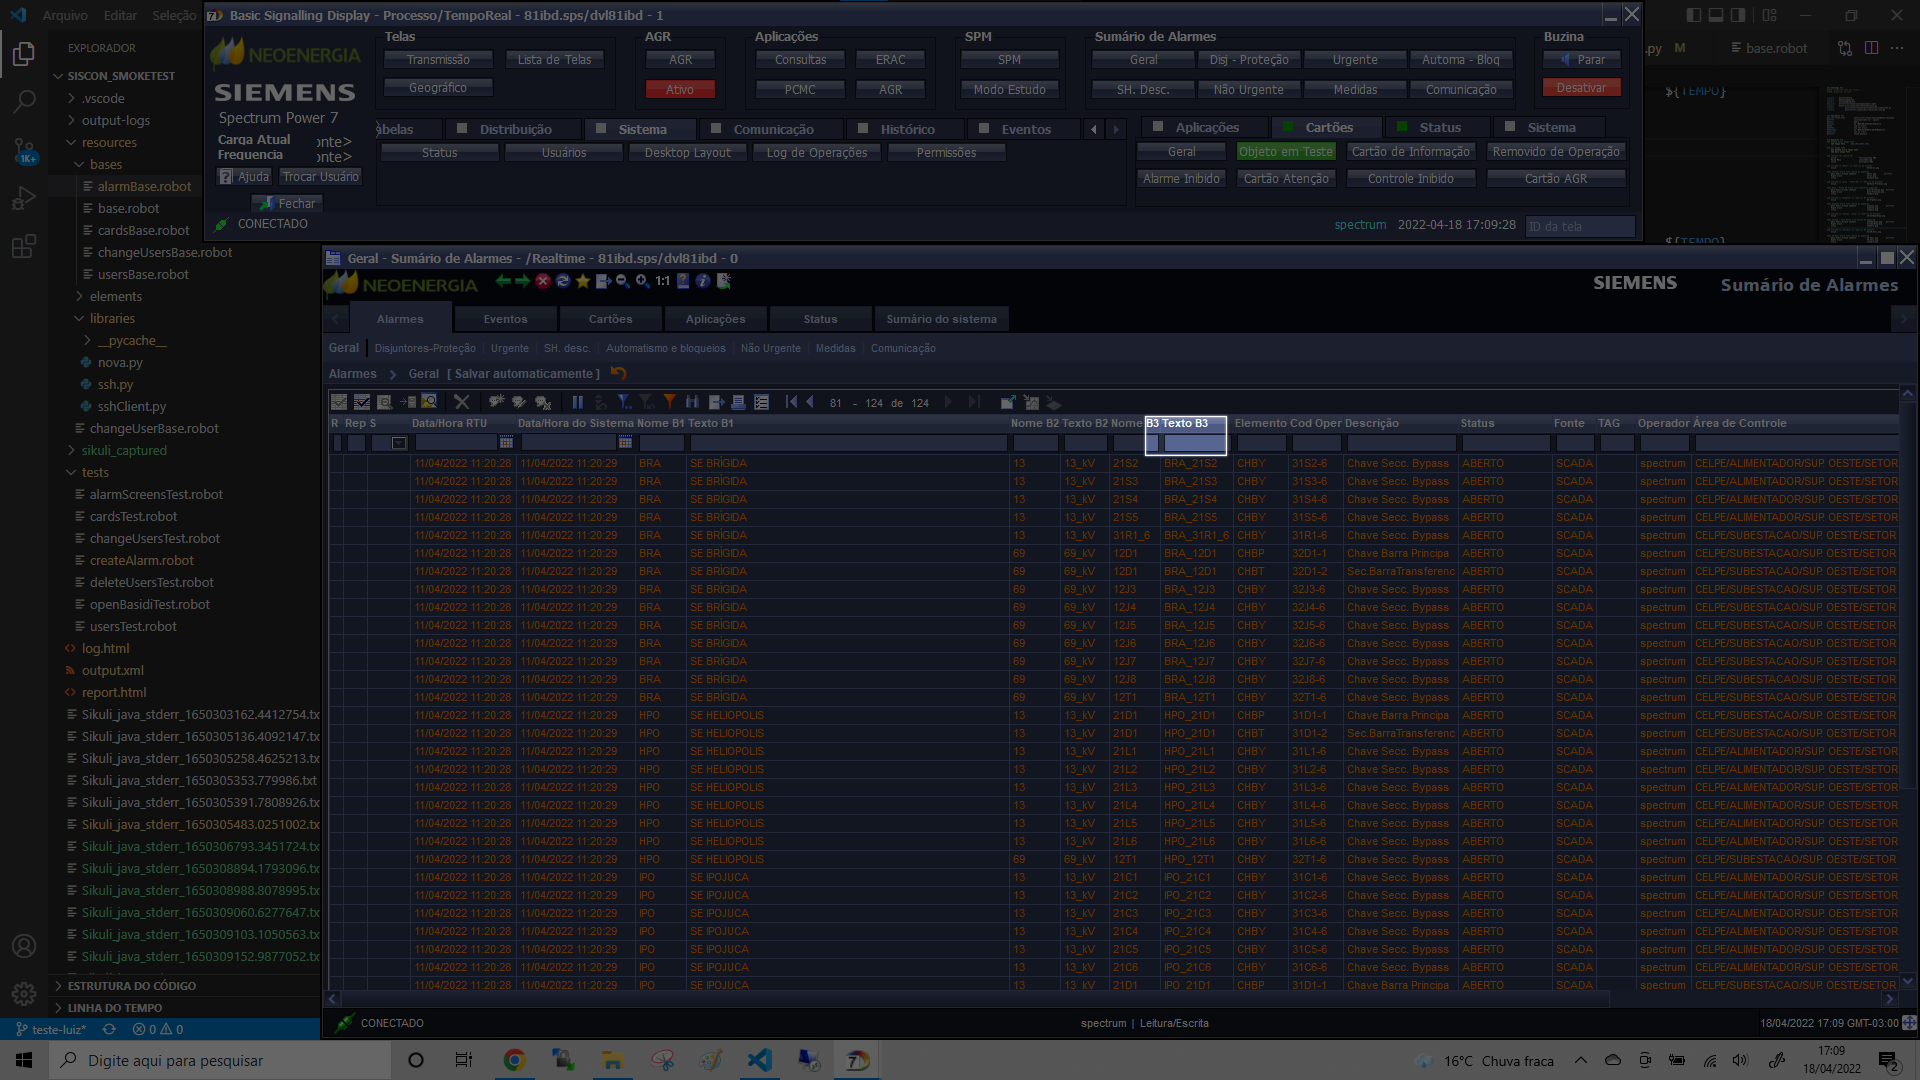 Arquivo Editar Seleção
Basic Signalling Display - Processo/TempoReal - 81ibd.sps/dvl81ibd - 1
EXPLORADOR
SISCON_SMOKETEST
.vscode
output-logs
resources
bases
alarmBase.robot
base.robot
cardsBase.robot
changeUsersBase.robot
usersBase.robot
elements
libraries
__pycache__
nova.py
ssh.py
sshClient.py
changeUserBase.robot
sikuli_captured
tests
alarmScreensTest.robot
cardsTest.robot
changeUsersTest.robot
createAlarm.robot
deleteUsersTest.robot
openBasidiTest.robot
usersTest.robot
log.html
output.xml
report.html
Sikuli_java_stderr_1650303162.4412754.tx
Sikuli_java_stderr_1650305136.4092147.tx
Sikuli_java_stderr_1650305258.4625213.tx
Sikuli_java_stderr_1650305353.779986.txt
Sikuli_java_stderr_1650305391.7808926.tx
Sikuli_java_stderr_1650305483.0251002.tx
Sikuli_java_stderr_1650306793.3451724.tx
Sikuli_java_stderr_1650308894.1793096.tx
Sikuli_java_stderr_1650308988.8078995.tx
Sikuli_java_stderr_1650309060.6277647.tx
Sikuli_java_stderr_1650309103.1050563.tx
Sikuli_java_stderr_1650309152.9877052.tx
ESTRUTURA DO CÓDIGO
LINHA DO TEMPO
teste-luiz* 0 0
1K+
NEOENERGIA
SIEMENS
Spectrum Power 7
Carga Atual onte>
Frequencia onte>
Ajuda Trocar Usuário
Fechar
CONECTADO
Telas
Transmissão Lista de Telas
Geográfico
AGR
AGR
Ativo
Aplicações
Consultas ERAC
PCMC AGR
SPM
SPM
Modo Estudo
Sumário de Alarmes
Geral Disj - Proteção Urgente Automa - Bloq
SH. Desc. Não Urgente Medidas Comunicação
Buzina
Parar
Desativar
abelas Distribuição Sistema Comunicação Histórico Eventos
Status Usuários Desktop Layout Log de Operações Permissões
Aplicações Cartões Status Sistema
Geral Objeto em Teste Cartão de Informação Removido de Operação
Alarme Inibido Cartão Atenção Controle Inibido Cartão AGR
spectrum 2022-04-18 17:09:28 ID da tela
.py M base.robot
${TEMPO}
${TEMPO}
Geral - Sumário de Alarmes - /Realtime - 81ibd.sps/dvl81ibd - 0
NEOENERGIA 1:1 SIEMENS Sumário de Alarmes
Alarmes Eventos Cartões Aplicações Status Sumário do sistema
Geral Disjuntores-Proteção Urgente SH. desc. Automatismo e bloqueios Não Urgente Medidas Comunicação
Alarmes Geral [ Salvar automaticamente ]
81 - 124 de 124
R Rep S Data/Hora RTU Data/Hora do Sistema Nome B1 Texto B1 Nome B2 Texto B2 Nome B3 Texto B3 Elemento Cod Oper Descrição Status Fonte TAG Operador Área de Controle
11/04/2022 11:20:28 11/04/2022 11:20:29 BRA SE BRÍGIDA 13 13_kV 21S2 BRA_21S2 CHBY 31S2-6 Chave Secc. Bypass ABERTO SCADA spectrum CELPE/ALIMENTADOR/SUP. OESTE/SETOR
11/04/2022 11:20:28 11/04/2022 11:20:29 BRA SE BRÍGIDA 13 13_kV 21S3 BRA_21S3 CHBY 31S3-6 Chave Secc. Bypass ABERTO SCADA spectrum CELPE/ALIMENTADOR/SUP. OESTE/SETOR
11/04/2022 11:20:28 11/04/2022 11:20:29 BRA SE BRÍGIDA 13 13_kV 21S4 BRA_21S4 CHBY 31S4-6 Chave Secc. Bypass ABERTO SCADA spectrum CELPE/ALIMENTADOR/SUP. OESTE/SETOR
11/04/2022 11:20:28 11/04/2022 11:20:29 BRA SE BRÍGIDA 13 13_kV 21S5 BRA_21S5 CHBY 31S5-6 Chave Secc. Bypass ABERTO SCADA spectrum CELPE/ALIMENTADOR/SUP. OESTE/SETOR
11/04/2022 11:20:28 11/04/2022 11:20:29 BRA SE BRÍGIDA 13 13_kV 31R1_6 BRA_31R1_6 CHBY 31R1-6 Chave Secc. Bypass ABERTO SCADA spectrum CELPE/SUBESTACAO/SUP. OESTE/SETOR
11/04/2022 11:20:28 11/04/2022 11:20:29 BRA SE BRÍGIDA 69 69_kV 12D1 BRA_12D1 CHBP 32D1-1 Chave Barra Principa ABERTO SCADA spectrum CELPE/SUBESTACAO/SUP. OESTE/SETOR
11/04/2022 11:20:28 11/04/2022 11:20:29 BRA SE BRÍGIDA 69 69_kV 12D1 BRA_12D1 CHBT 32D1-2 Sec.BarraTransferenc ABERTO SCADA spectrum CELPE/SUBESTACAO/SUP. OESTE/SETOR
11/04/2022 11:20:28 11/04/2022 11:20:29 BRA SE BRÍGIDA 69 69_kV 12J3 BRA_12J3 CHBY 32J3-6 Chave Secc. Bypass ABERTO SCADA spectrum CELPE/SUBESTACAO/SUP. OESTE/SETOR
11/04/2022 11:20:28 11/04/2022 11:20:29 BRA SE BRÍGIDA 69 69_kV 12J4 BRA_12J4 CHBY 32J4-6 Chave Secc. Bypass ABERTO SCADA spectrum CELPE/SUBESTACAO/SUP. OESTE/SETOR
11/04/2022 11:20:28 11/04/2022 11:20:29 BRA SE BRÍGIDA 69 69_kV 12J5 BRA_12J5 CHBY 32J5-6 Chave Secc. Bypass ABERTO SCADA spectrum CELPE/SUBESTACAO/SUP. OESTE/SETOR
11/04/2022 11:20:28 11/04/2022 11:20:29 BRA SE BRÍGIDA 69 69_kV 12J6 BRA_12J6 CHBY 32J6-6 Chave Secc. Bypass ABERTO SCADA spectrum CELPE/SUBESTACAO/SUP. OESTE/SETOR
11/04/2022 11:20:28 11/04/2022 11:20:29 BRA SE BRÍGIDA 69 69_kV 12J7 BRA_12J7 CHBY 32J7-6 Chave Secc. Bypass ABERTO SCADA spectrum CELPE/SUBESTACAO/SUP. OESTE/SETOR
11/04/2022 11:20:28 11/04/2022 11:20:29 BRA SE BRÍGIDA 69 69_kV 12J8 BRA_12J8 CHBY 32J8-6 Chave Secc. Bypass ABERTO SCADA spectrum CELPE/SUBESTACAO/SUP. OESTE/SETOR
11/04/2022 11:20:28 11/04/2022 11:20:29 BRA SE BRÍGIDA 69 69_kV 12T1 BRA_12T1 CHBY 32T1-6 Chave Secc. Bypass ABERTO SCADA spectrum CELPE/SUBESTACAO/SUP. OESTE/SETOR
11/04/2022 11:20:28 11/04/2022 11:20:29 HPO SE HELIOPOLIS 13 13_kV 21D1 HPO_21D1 CHBP 31D1-1 Chave Barra Principa ABERTO SCADA spectrum CELPE/SUBESTACAO/SUP. OESTE/SETOR
11/04/2022 11:20:28 11/04/2022 11:20:29 HPO SE HELIOPOLIS 13 13_kV 21D1 HPO_21D1 CHBT 31D1-2 Sec.BarraTransferenc ABERTO SCADA spectrum CELPE/SUBESTACAO/SUP. OESTE/SETOR
11/04/2022 11:20:28 11/04/2022 11:20:29 HPO SE HELIOPOLIS 13 13_kV 21L1 HPO_21L1 CHBY 31L1-6 Chave Secc. Bypass ABERTO SCADA spectrum CELPE/ALIMENTADOR/SUP. OESTE/SETOR
11/04/2022 11:20:28 11/04/2022 11:20:29 HPO SE HELIOPOLIS 13 13_kV 21L2 HPO_21L2 CHBY 31L2-6 Chave Secc. Bypass ABERTO SCADA spectrum CELPE/ALIMENTADOR/SUP. OESTE/SETOR
11/04/2022 11:20:28 11/04/2022 11:20:29 HPO SE HELIOPOLIS 13 13_kV 21L3 HPO_21L3 CHBY 31L3-6 Chave Secc. Bypass ABERTO SCADA spectrum CELPE/ALIMENTADOR/SUP. OESTE/SETOR
11/04/2022 11:20:28 11/04/2022 11:20:29 HPO SE HELIOPOLIS 13 13_kV 21L4 HPO_21L4 CHBY 31L4-6 Chave Secc. Bypass ABERTO SCADA spectrum CELPE/ALIMENTADOR/SUP. OESTE/SETOR
11/04/2022 11:20:28 11/04/2022 11:20:29 HPO SE HELIOPOLIS 13 13_kV 21L5 HPO_21L5 CHBY 31L5-6 Chave Secc. Bypass ABERTO SCADA spectrum CELPE/ALIMENTADOR/SUP. OESTE/SETOR
11/04/2022 11:20:28 11/04/2022 11:20:29 HPO SE HELIOPOLIS 13 13_kV 21L6 HPO_21L6 CHBY 31L6-6 Chave Secc. Bypass ABERTO SCADA spectrum CELPE/ALIMENTADOR/SUP. OESTE/SETOR
11/04/2022 11:20:28 11/04/2022 11:20:29 HPO SE HELIOPOLIS 69 69_kV 12T1 HPO_12T1 CHBY 32T1-6 Chave Secc. Bypass ABERTO SCADA spectrum CELPE/SUBESTACAO/SUP. OESTE/SETOR
11/04/2022 11:20:28 11/04/2022 11:20:29 IPO SE IPOJUCA 13 13_kV 21C1 IPO_21C1 CHBY 31C1-6 Chave Secc. Bypass ABERTO SCADA spectrum CELPE/ALIMENTADOR/SUP. OESTE/SETOR
11/04/2022 11:20:28 11/04/2022 11:20:29 IPO SE IPOJUCA 13 13_kV 21C2 IPO_21C2 CHBY 31C2-6 Chave Secc. Bypass ABERTO SCADA spectrum CELPE/ALIMENTADOR/SUP. OESTE/SETOR
11/04/2022 11:20:28 11/04/2022 11:20:29 IPO SE IPOJUCA 13 13_kV 21C3 IPO_21C3 CHBY 31C3-6 Chave Secc. Bypass ABERTO SCADA spectrum CELPE/ALIMENTADOR/SUP. OESTE/SETOR
11/04/2022 11:20:28 11/04/2022 11:20:29 IPO SE IPOJUCA 13 13_kV 21C4 IPO_21C4 CHBY 31C4-6 Chave Secc. Bypass ABERTO SCADA spectrum CELPE/ALIMENTADOR/SUP. OESTE/SETOR
11/04/2022 11:20:28 11/04/2022 11:20:29 IPO SE IPOJUCA 13 13_kV 21C5 IPO_21C5 CHBY 31C5-6 Chave Secc. Bypass ABERTO SCADA spectrum CELPE/ALIMENTADOR/SUP. OESTE/SETOR
11/04/2022 11:20:28 11/04/2022 11:20:29 IPO SE IPOJUCA 13 13_kV 21C6 IPO_21C6 CHBY 31C6-6 Chave Secc. Bypass ABERTO SCADA spectrum CELPE/ALIMENTADOR/SUP. OESTE/SETOR
11/04/2022 11:20:28 11/04/2022 11:20:29 IPO SE IPOJUCA 13 13_kV 21D1 IPO_21D1 CHBP 31D1-1 Chave Barra Principa ABERTO SCADA spectrum CELPE/SUBESTACAO/SUP. OESTE/SETOR
CONECTADO spectrum | Leitura/Escrita 18/04/2022 17:09 GMT-03:00
Digite aqui para pesquisar 16°C Chuva fraca 17:09
18/04/2022 2